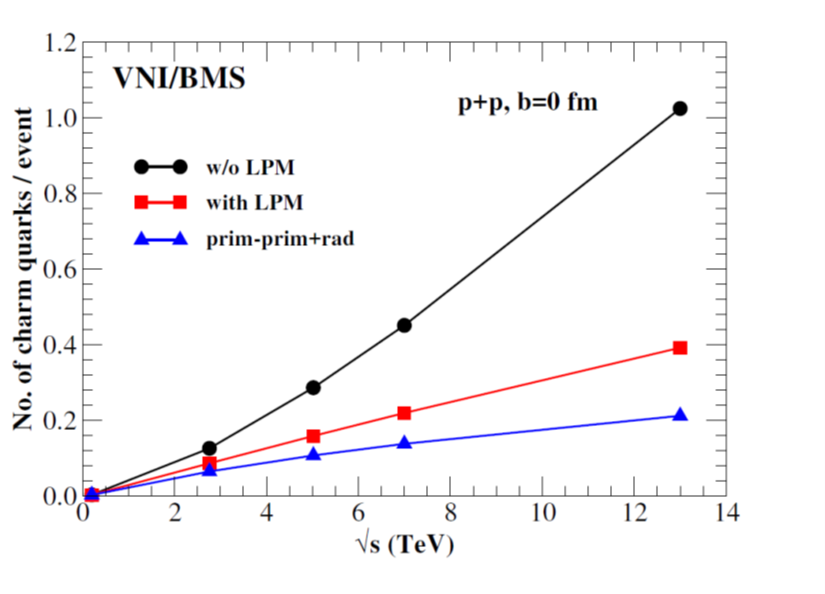 VNI/BMS
p+p, b=0 fm
w/o LPM
with LPM
prim-prim+rad
No. of charm quarks / event
1.2
1.0
0.8
0.6
0.4
0.2
0.0
0 2 4 6 8 10 12 14
√s (TeV)